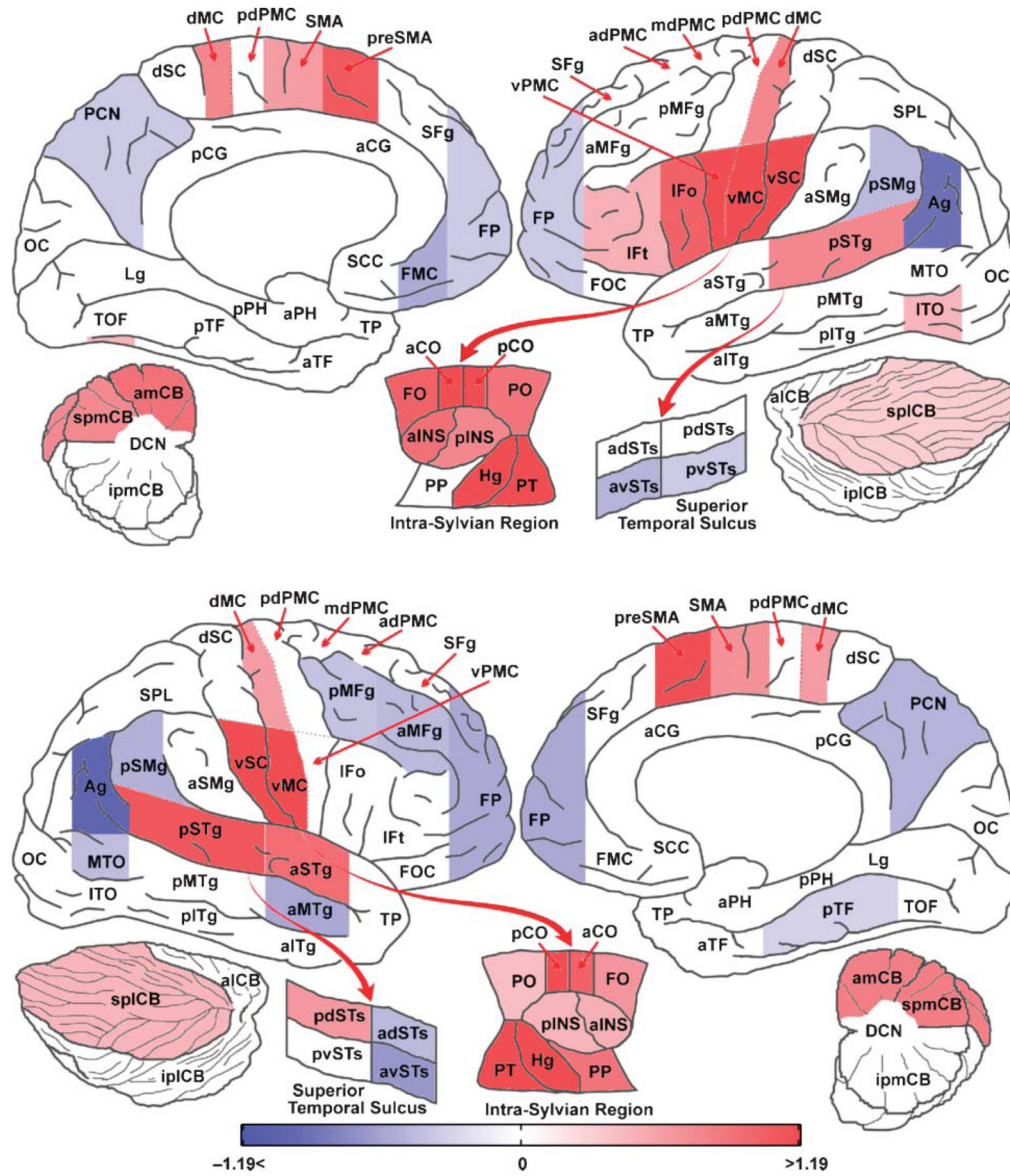 dMC pdPMC SMA preSMA
dSC PCN pCG aCG SFg FP
OC Lg SCC FMC
TOF pTF pPH aPH TP aTF
pdPMC dMC
mdPMC dSC
adPMC
SFg
vPMC pMFg SPL
aMFg
FP IFt IFo vMC vSC aSMg pSMg Ag
FOC aSTg pSTg MTO OC
TP aMTg pMTg ITO
aITg pITg
amCB
spmCB
DCN
ipmCB
aCO pCO
FO PO
aINS pINS
PP Hg PT
Intra-Sylvian Region
adSTs pdSTs
avSTs pvSTs
Superior
Temporal Sulcus
alCB
splCB
iplCB
dMC pdPMC
mdPMC
adPMC
dSC SFg
vPMC
SPL pMFg
aMFg
Ag pSMg aSMg vSC vMC IFo FP
pSTg IFt
OC MTO aSTg FOC
ITO pMTg aMTg TP
pITg
aITg
preSMA SMA pdPMC dMC
dSC
SFg aCG pCG PCN
FP
FMC SCC Lg OC
TP aPH pPH
aTF pTF TOF
splCB alCB
iplCB
pdSTs adSTs
pvSTs avSTs
Superior
Temporal Sulcus
pCO aCO
PO FO
pINS aINS
PT Hg PP
Intra-Sylvian Region
amCB
spmCB
DCN
ipmCB
−1.19< 0 >1.19